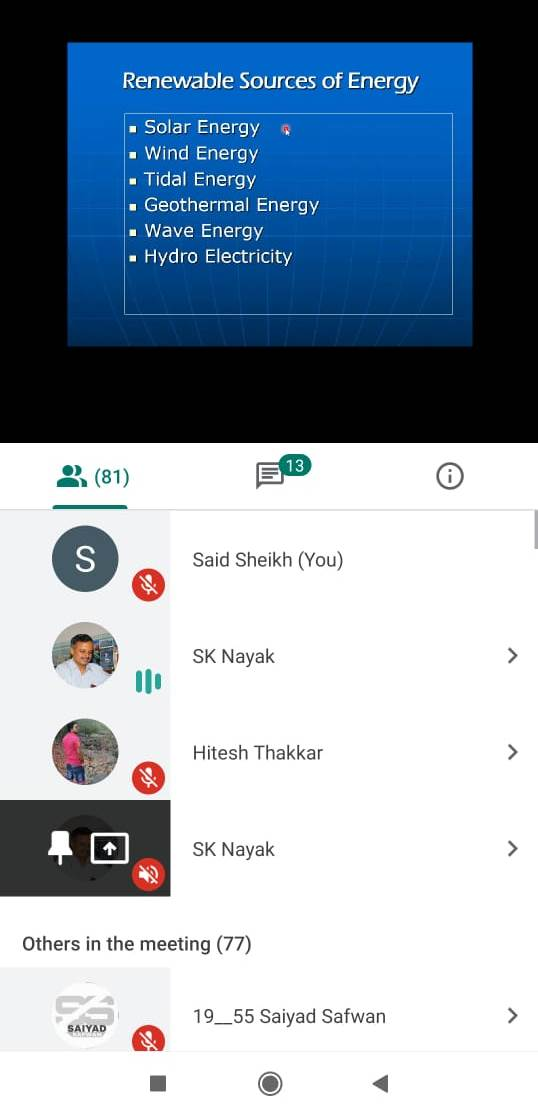 Renewable Sources of Energy
Solar Energy
Wind Energy
Tidal Energy
Geothermal Energy
Wave Energy
Hydro Electricity
(81)
13
S
Said Sheikh (You)
SK Nayak
Hitesh Thakkar
SK Nayak
Others in the meeting (77)
SAIYAD
19__55 Saiyad Safwan